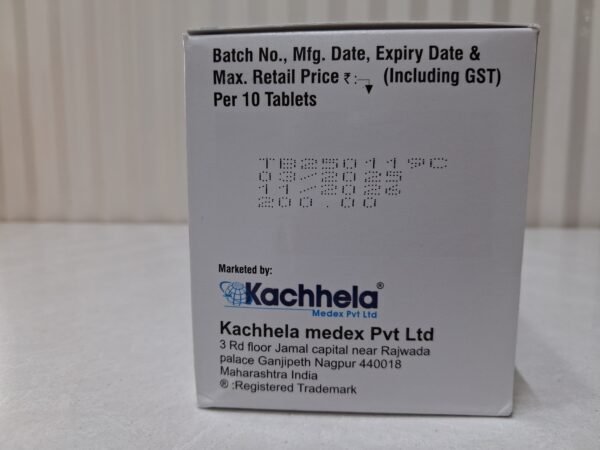 Batch No., Mfg. Date, Expiry Date &
Max. Retail Price ₹ :- (Including GST)
Per 10 Tablets
TB250119C
03/2025
11/2026
200.00
Marketed by:
Kachhela®
Medex Pvt Ltd
Kachhela medex Pvt Ltd
3 Rd floor Jamal capital near Rajwada
palace Ganjipeth Nagpur 440018
Maharashtra India
® :Registered Trademark